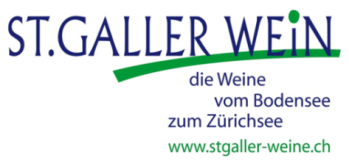 ST.GALLER WEiN
die Weine
vom Bodensee
zum Zürichsee
www.stgaller-weine.ch